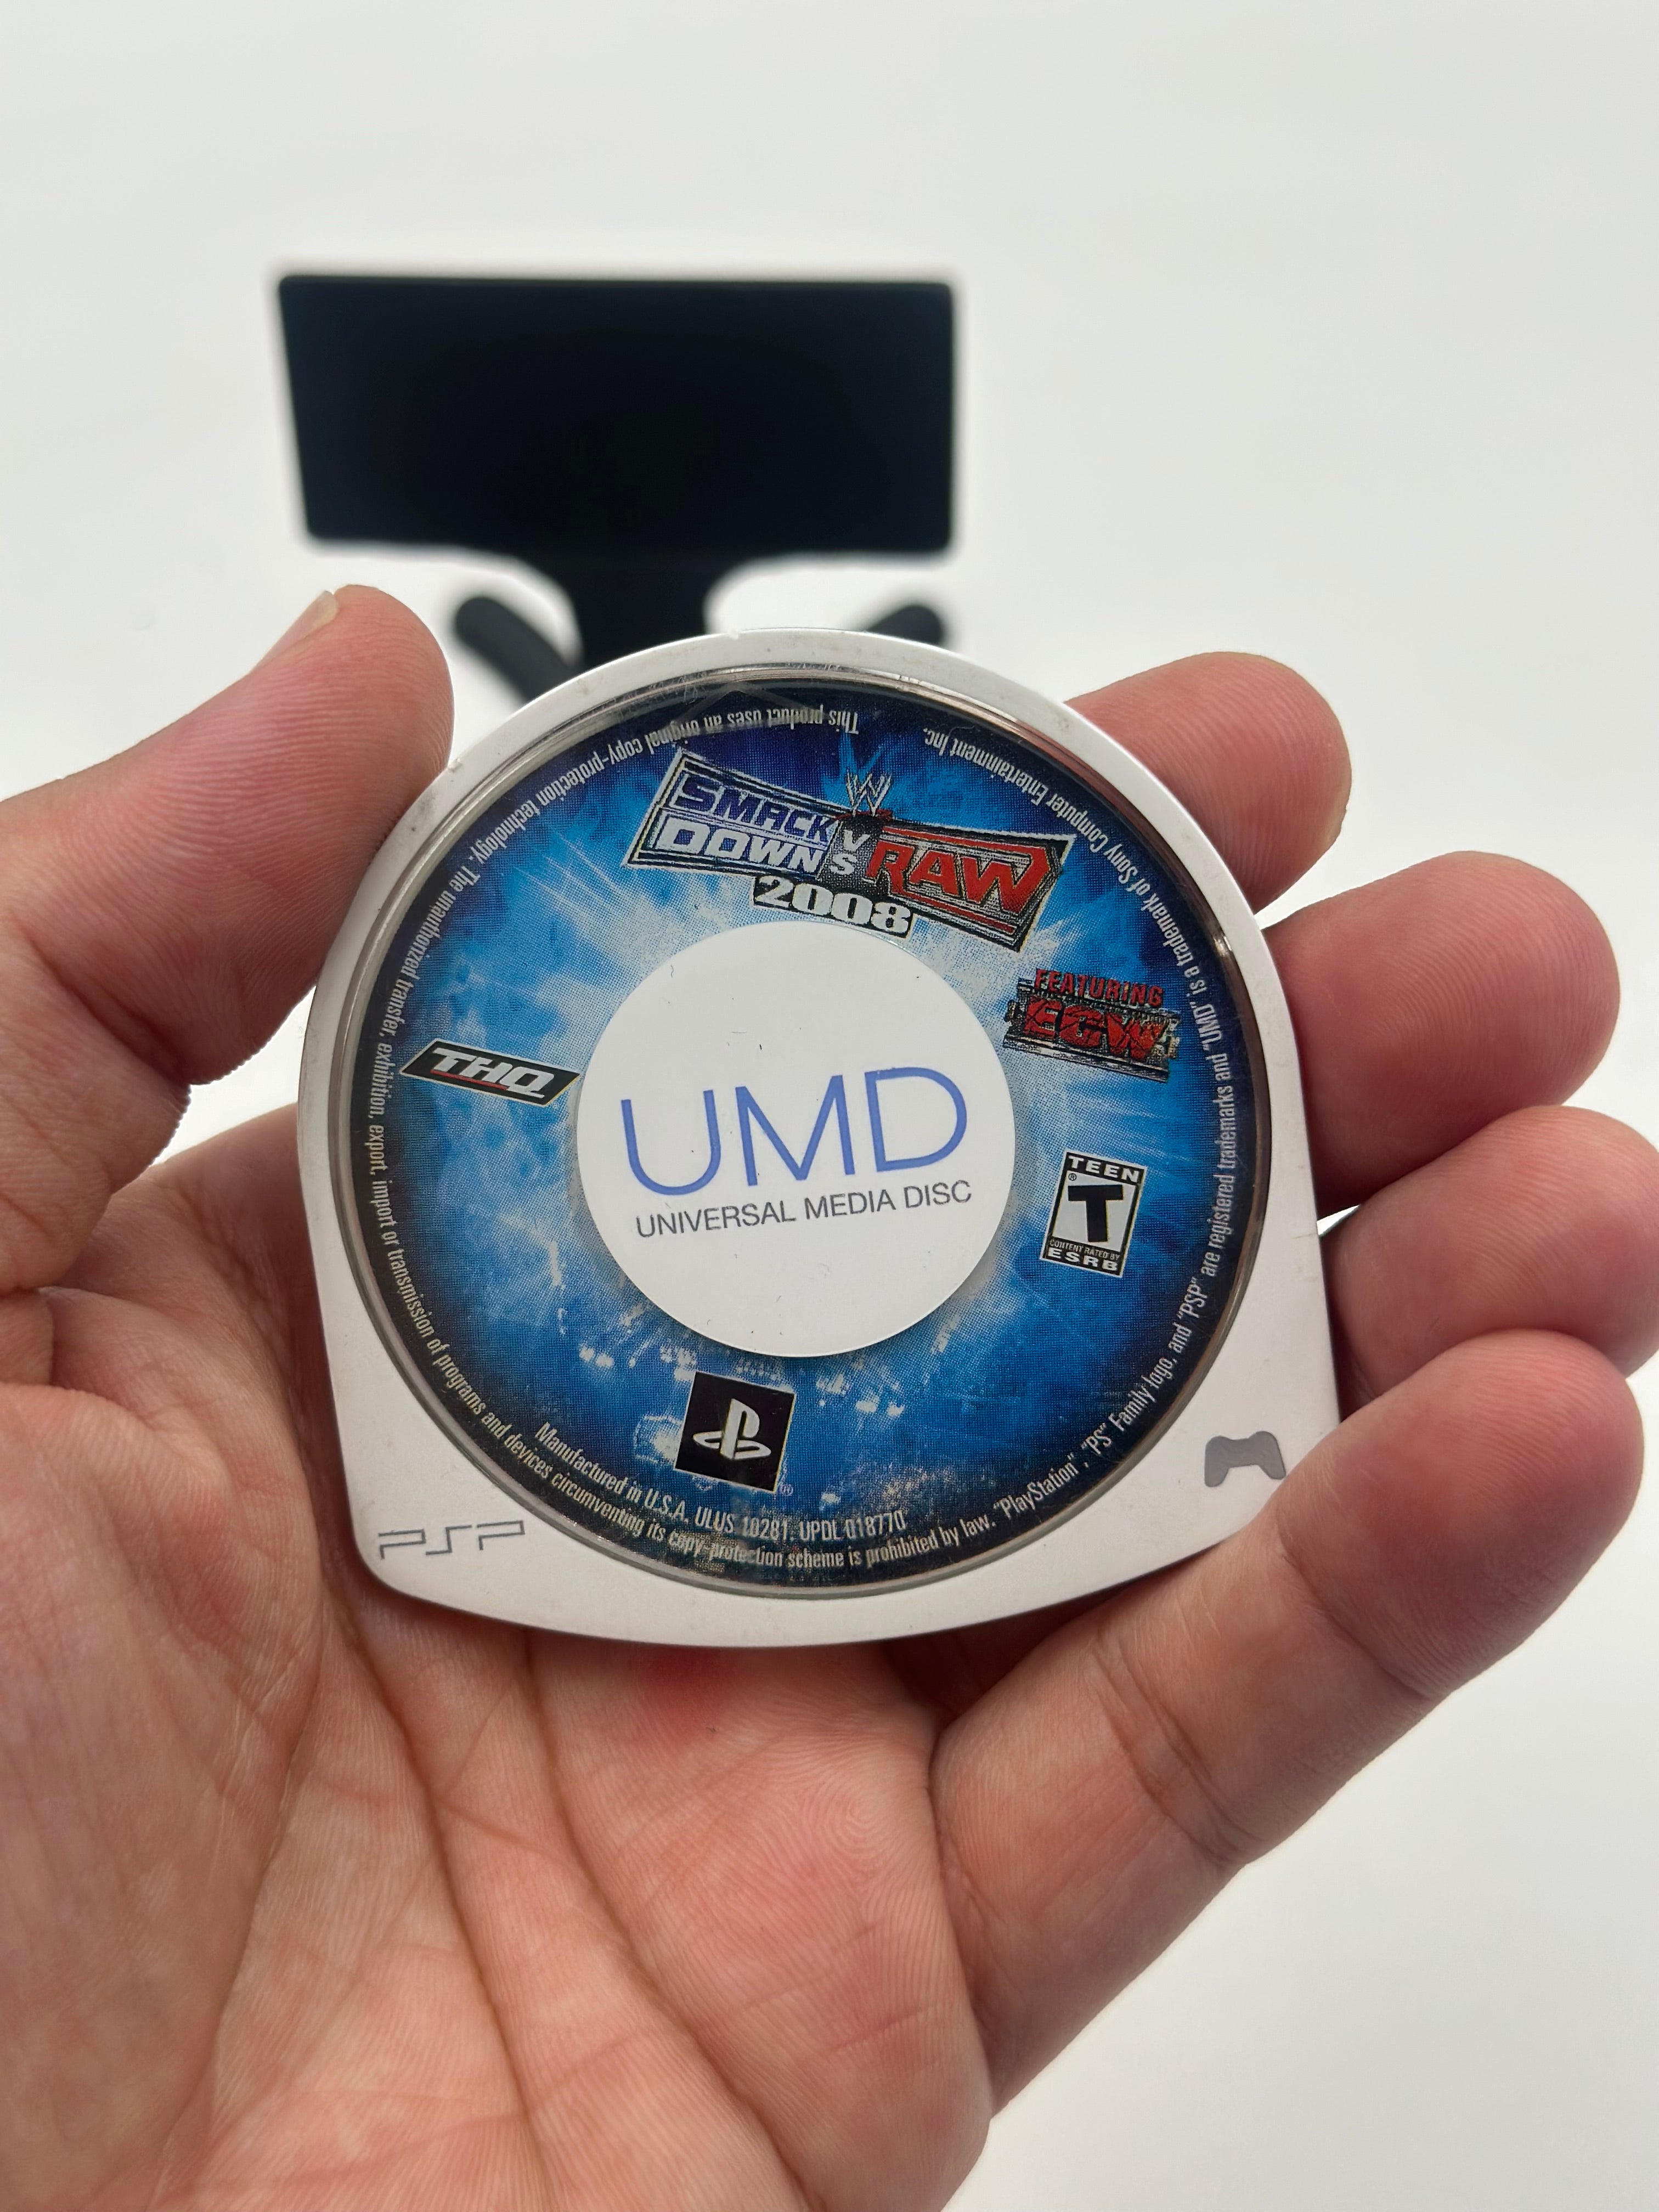 This product uses an original copy-protection technology. The unauthorized transfer, exhibition, export, import or transmission of programs and devices circumventing its copy-protection scheme is prohibited by law. "PlayStation", "PS" Family logo, and "PSP" are registered trademarks and "UMD" is a trademark of Sony Computer Entertainment Inc.
W
SMACK
DOWN
VS
RAW
2008
FEATURING
ECW
THQ
UMD
UNIVERSAL MEDIA DISC
TEEN
T
®
CONTENT RATED BY
ESRB
®
Manufactured in U.S.A. ULUS 10281. UPDL 018770
PSP